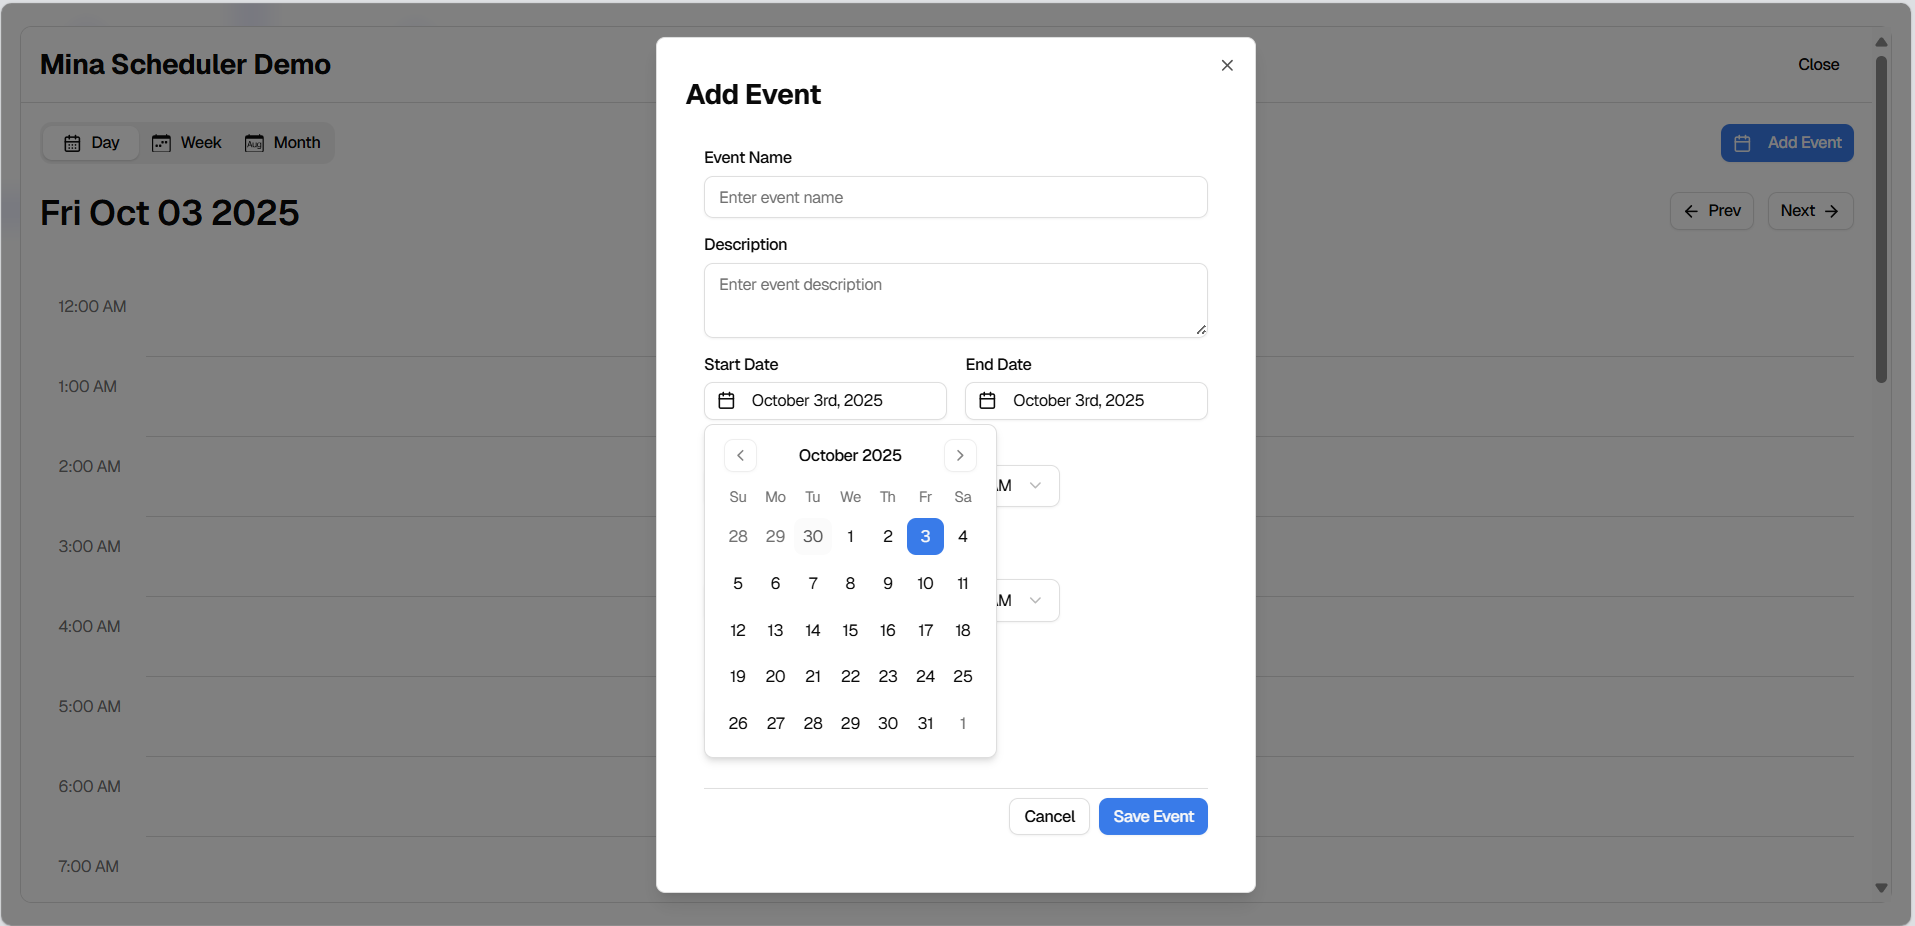 Mina Scheduler Demo
Close
Day Week Aug Month
Add Event
Fri Oct 03 2025
Prev Next
12:00 AM
1:00 AM
2:00 AM
3:00 AM
4:00 AM
5:00 AM
6:00 AM
7:00 AM
Add Event
Event Name
Enter event name
Description
Enter event description
Start Date End Date
October 3rd, 2025 October 3rd, 2025
October 2025
Su Mo Tu We Th Fr Sa
28 29 30 1 2 3 4
5 6 7 8 9 10 11
12 13 14 15 16 17 18
19 20 21 22 23 24 25
26 27 28 29 30 31 1
Cancel Save Event